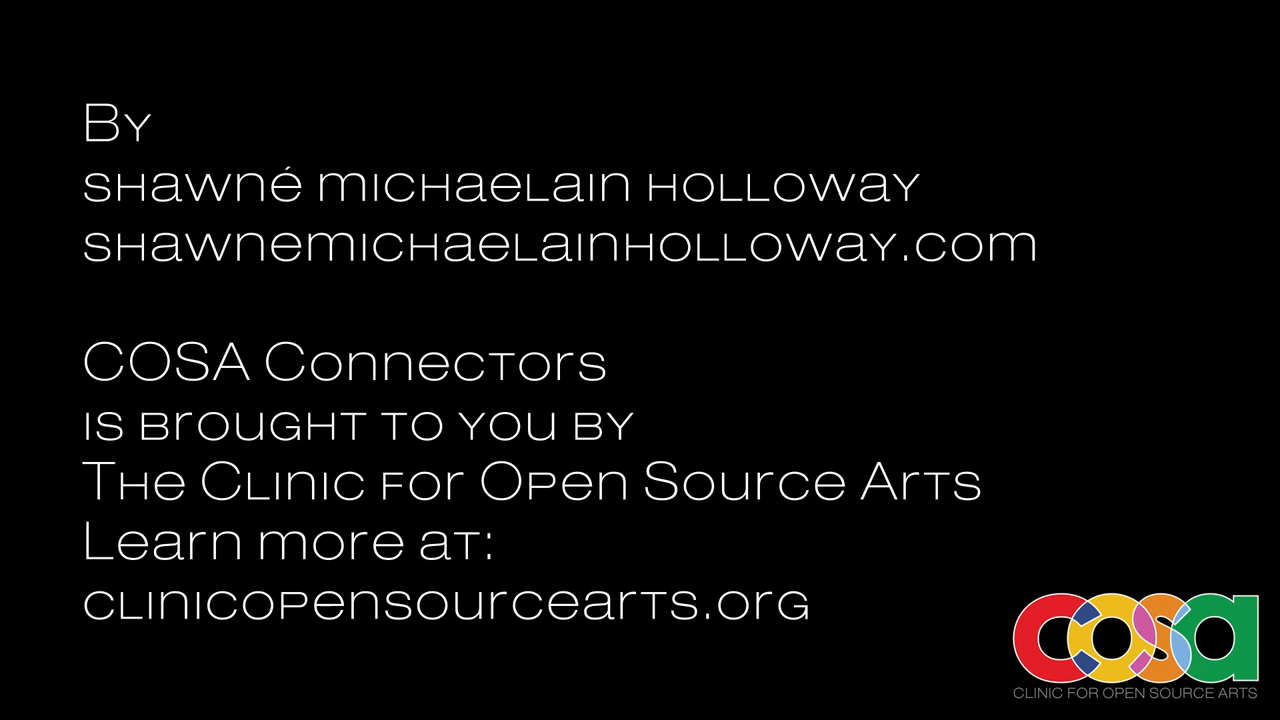 By
shawné michaelain holloway
shawnemichaelainholloway.com
COSA Connectors
is brought to you by
The Clinic for Open Source Arts
Learn more at:
clinicopensourcearts.org
cosa
CLINIC FOR OPEN SOURCE ARTS